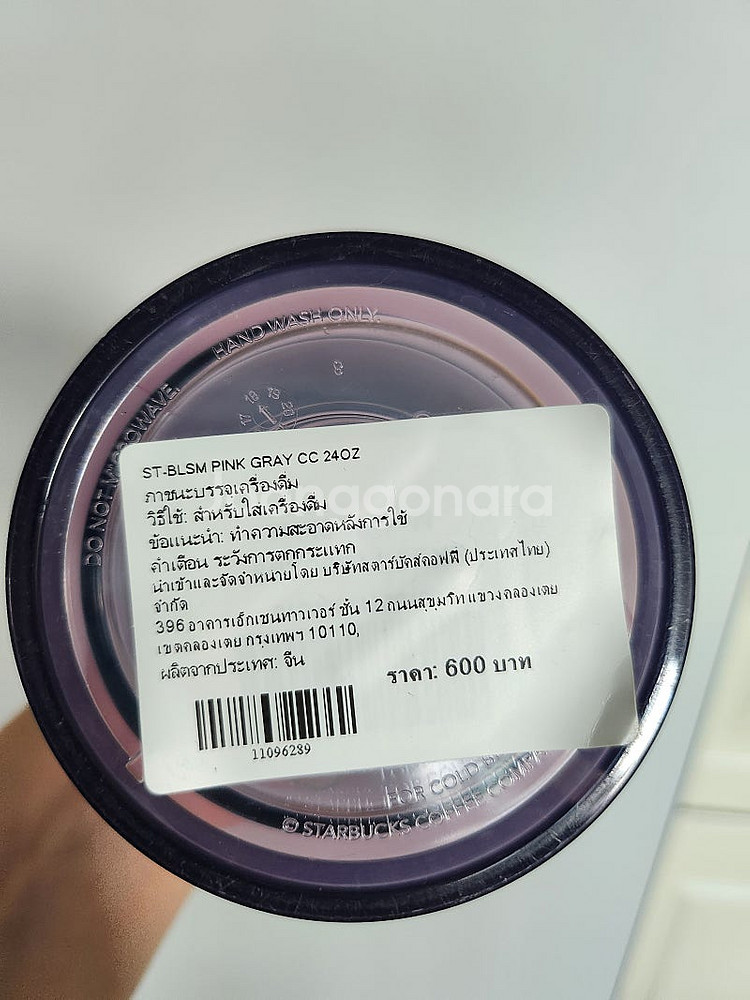 HAND WASH ONLY.
DO NOT MICROWAVE.
8
17 18 19 20
ST-BLSM PINK GRAY CC 24OZ
ภาชนะบรรจุเครื่องดื่ม
วิธีใช้: สำหรับใส่เครื่องดื่ม
ข้อแนะนำ: ทำความสะอาดหลังการใช้
คำเตือน ระวังการตกกระแทก
นำเข้าและจัดจำหน่ายโดย บริษัทสตาร์บัคส์คอฟฟี่ (ประเทศไทย)
จำกัด
396 อาคารเอ็กเชนทาวเวอร์ ชั้น 12 ถนนสุขุมวิท แขวงคลองเตย
เขตคลองเตย กรุงเทพฯ 10110,
ผลิตจากประเทศ: จีน
ราคา: 600 บาท
11096289
FOR COLD
© STARBUCKS COFFEE COMPANY